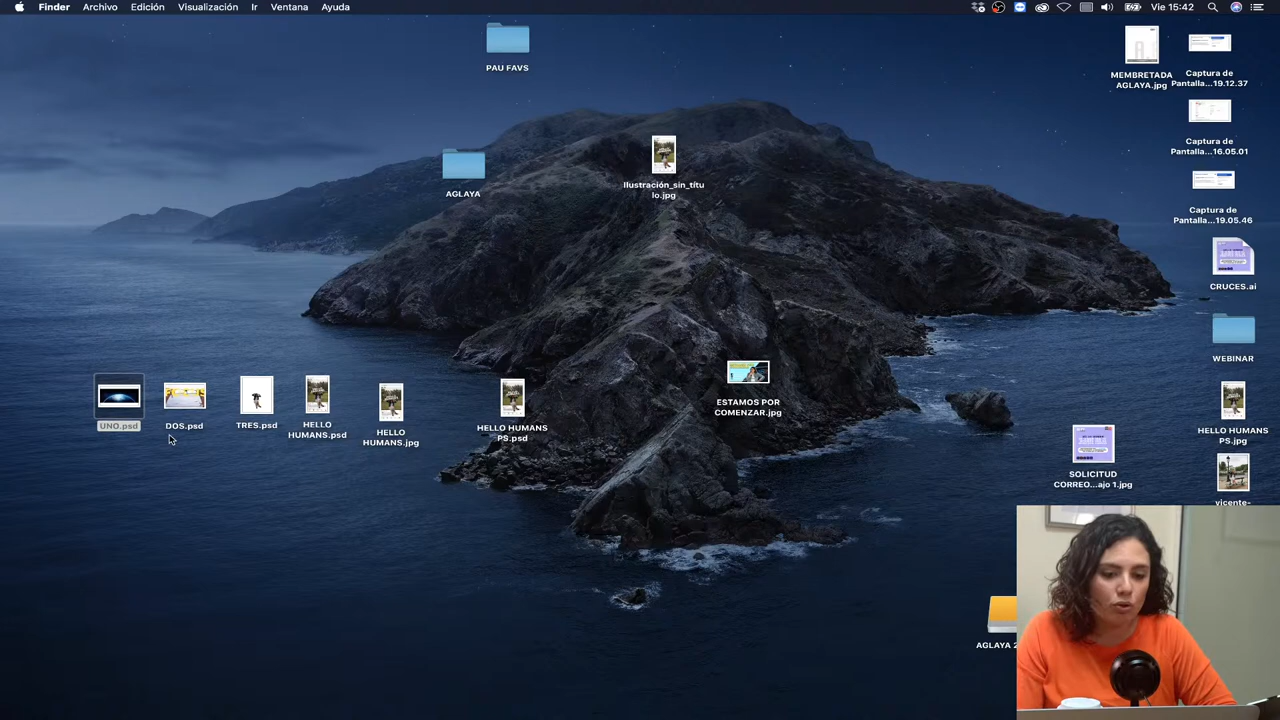 Finder Archivo Edición Visualización Ir Ventana Ayuda
Vie 15:42
PAU FAVS
AGLAYA
Ilustración_sin_títu
lo.jpg
MEMBRETADA
AGLAYA.jpg
Captura de
Pantalla...19.12.37
Captura de
Pantalla...16.05.01
Captura de
Pantalla...19.05.46
CRUCES.ai
WEBINAR
UNO.psd
DOS.psd
TRES.psd
HELLO
HUMANS.psd
HELLO
HUMANS.jpg
HELLO HUMANS
PS.psd
ESTAMOS POR
COMENZAR.jpg
HELLO HUMANS
PS.jpg
SOLICITUD
CORREO...ajo 1.jpg
vicente-
AGLAYA 2